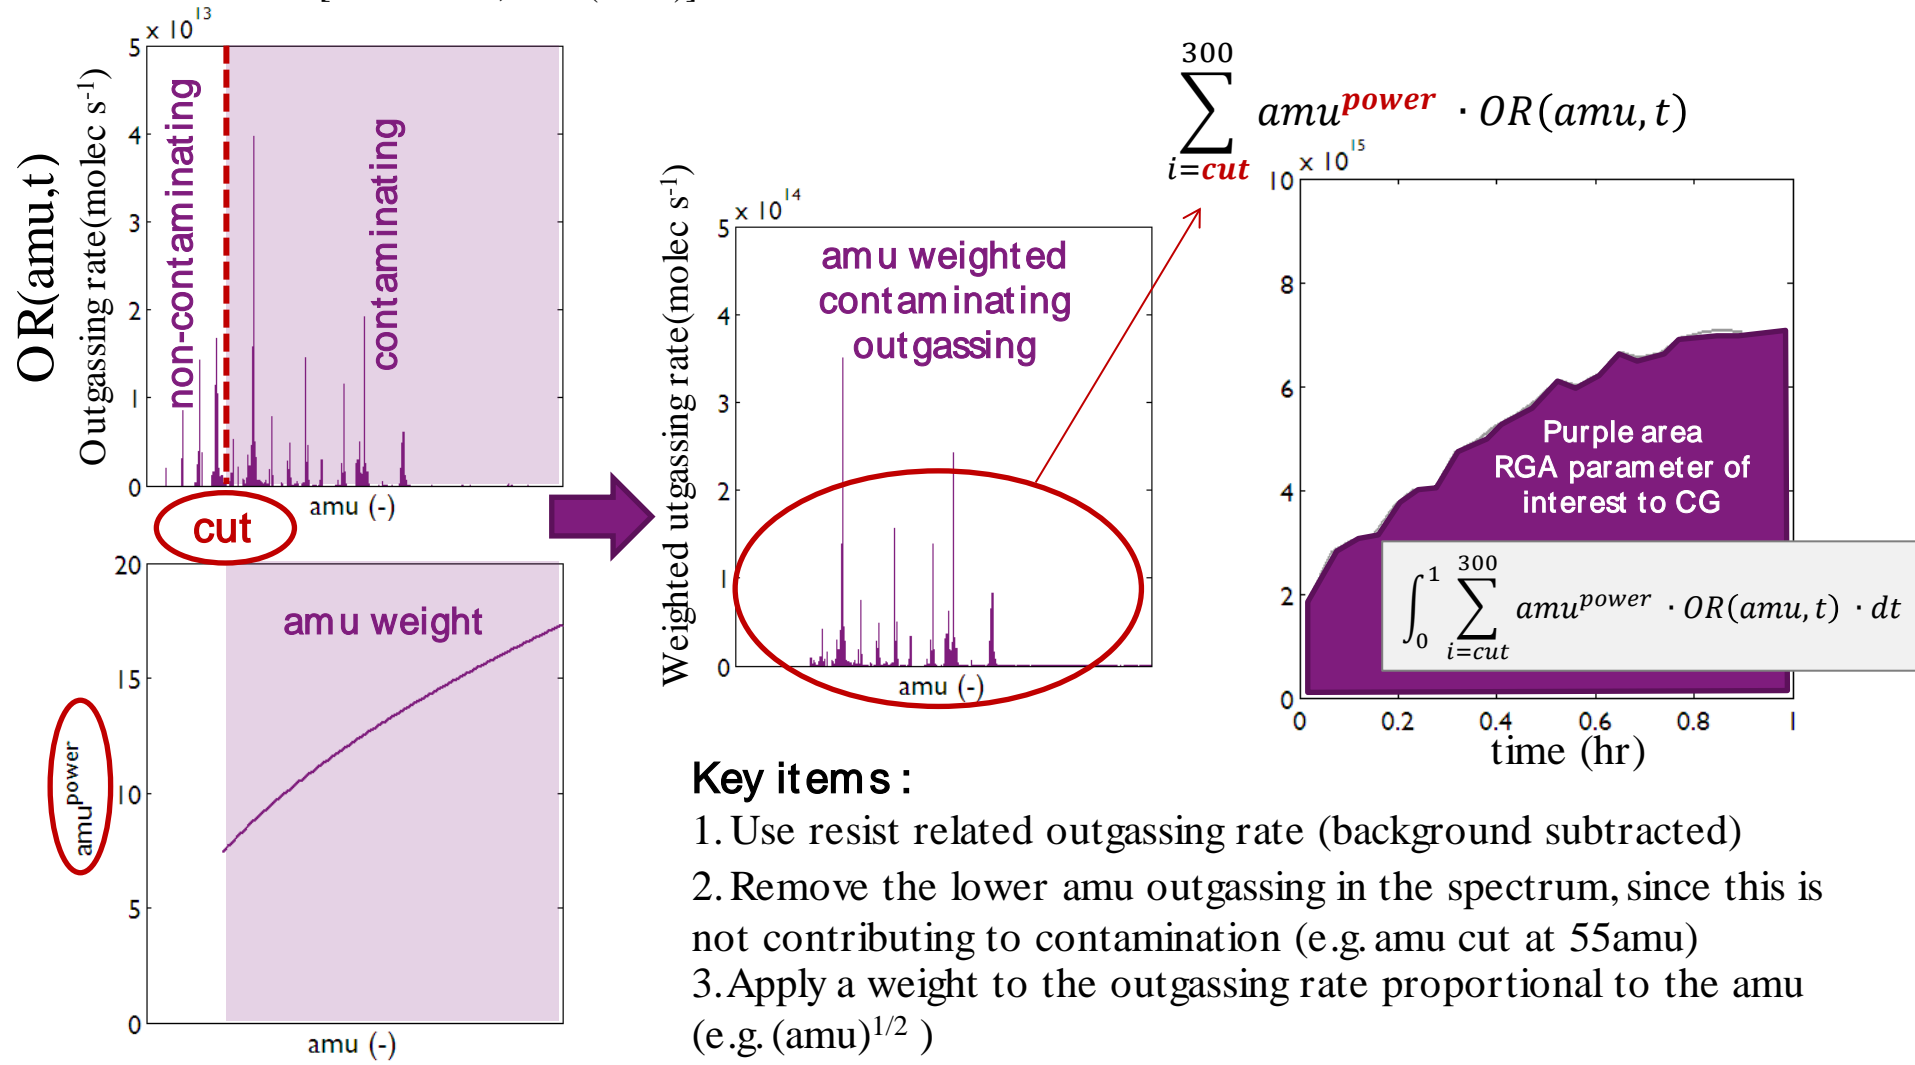 x 10^13
5
4
3
2
1
0
OR(amu,t)
Outgassing rate(molec s^-1)
non-contaminating
contaminating
amu (-)
cut
20
15
10
5
0
amu^power
amu weight
amu (-)
x 10^14
5
4
3
2
1
0
Weighted utgassing rate(molec s^-1)
amu weighted
contaminating
outgassing
amu (-)
300
∑ amu^power · OR(amu, t)
i=cut
x 10^15
10
8
6
4
2
0
Purple area
RGA parameter of
interest to CG
∫_0^1 ∑_{i=cut}^{300} amu^power · OR(amu, t) · dt
0 0.2 0.4 0.6 0.8 1
time (hr)
Key items :
1. Use resist related outgassing rate (background subtracted)
2. Remove the lower amu outgassing in the spectrum, since this is
not contributing to contamination (e.g. amu cut at 55amu)
3. Apply a weight to the outgassing rate proportional to the amu
(e.g. (amu)^1/2 )